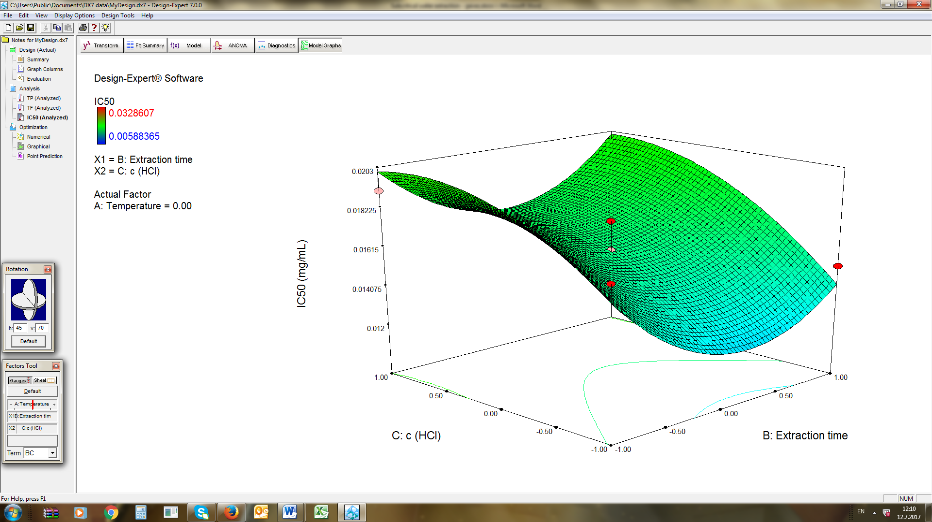 C:\Users\Public\Documents\DX7 data\MyDesign.dx7 - Design-Expert 7.0.0
File Edit View Display Options Design Tools Help
Notes for MyDesign.dx7
Design (Actual)
Summary
Graph Columns
Evaluation
Analysis
TP (Analyzed)
TF (Analyzed)
IC50 (Analyzed)
Optimization
Numerical
Graphical
Point Prediction
Transform Fit Summary f(x) Model ANOVA Diagnostics Model Graphs
Design-Expert® Software
IC50
0.0328607
0.00588365
X1 = B: Extraction time
X2 = C: c (HCl)
Actual Factor
A: Temperature = 0.00
IC50 (mg/mL)
0.0203
0.018225
0.01615
0.014075
0.012
1.00
0.50
0.00
-0.50
-1.00
C: c (HCl)
-1.00
-0.50
0.00
0.50
1.00
B: Extraction time
Rotation
h: 45 v: 70
Default
Factors Tool
Gauges Sheet
Default
A: Temperature
X1 B: Extraction tim
X2 C: c (HCl)
Term BC
For Help, press F1
NUM
EN
12:10
12.7.2017